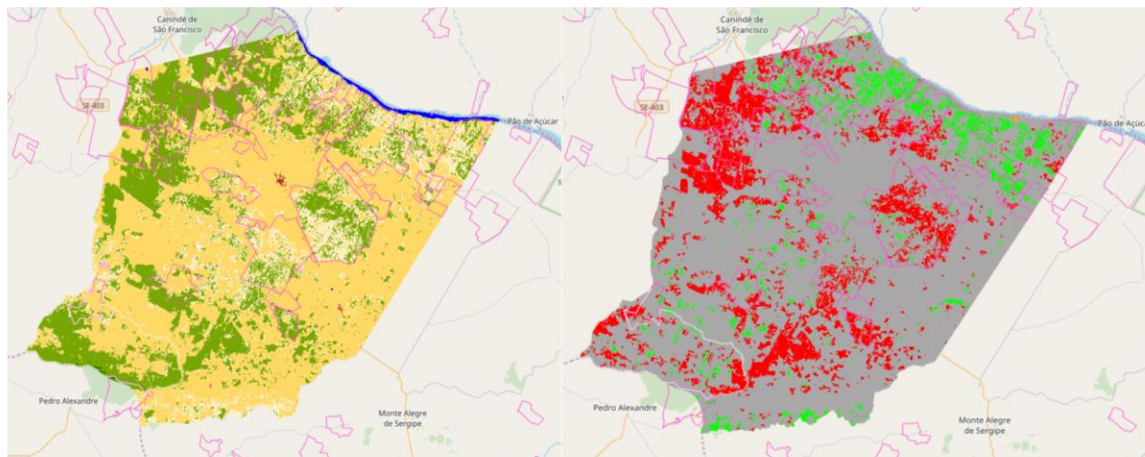 Canindé de
São Francisco
SE-403
Pão de Açúcar
Pedro Alexandre
Monte Alegre
de Sergipe
Canindé de
São Francisco
SE-403
Pão de Açúca
Pedro Alexandre
Monte Alegre
de Sergipe